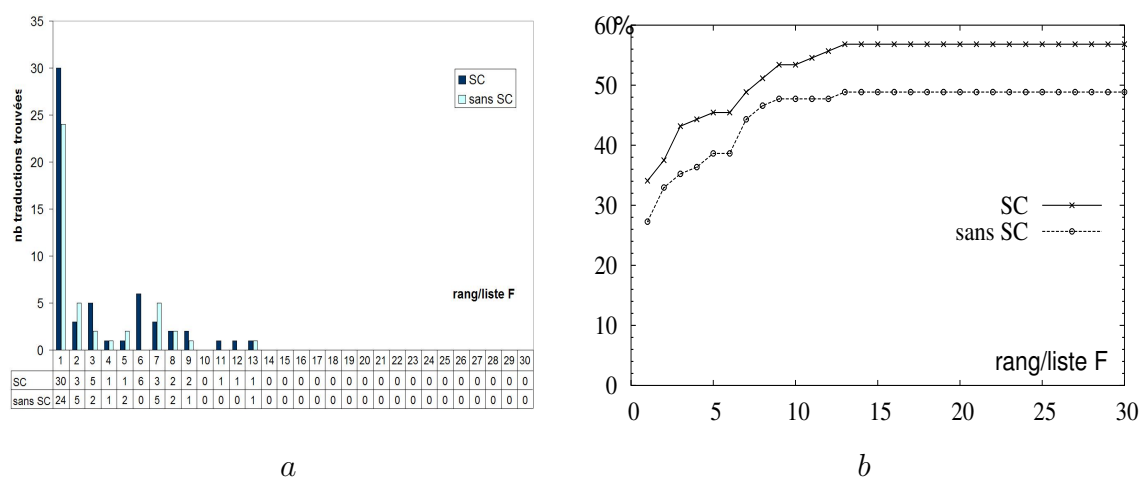 35
30
25
20
15
10
5
0
nb traductions trouvées
SC
sans SC
rang/liste F
1 2 3 4 5 6 7 8 9 10 11 12 13 14 15 16 17 18 19 20 21 22 23 24 25 26 27 28 29 30
SC 30 3 5 1 1 6 3 2 2 0 1 1 1 0 0 0 0 0 0 0 0 0 0 0 0 0 0 0 0 0
sans SC 24 5 2 1 2 0 5 2 1 0 0 0 1 0 0 0 0 0 0 0 0 0 0 0 0 0 0 0 0 0
a
60%
50
40
30
20
10
0
SC
sans SC
rang/liste F
0 5 10 15 20 25 30
b